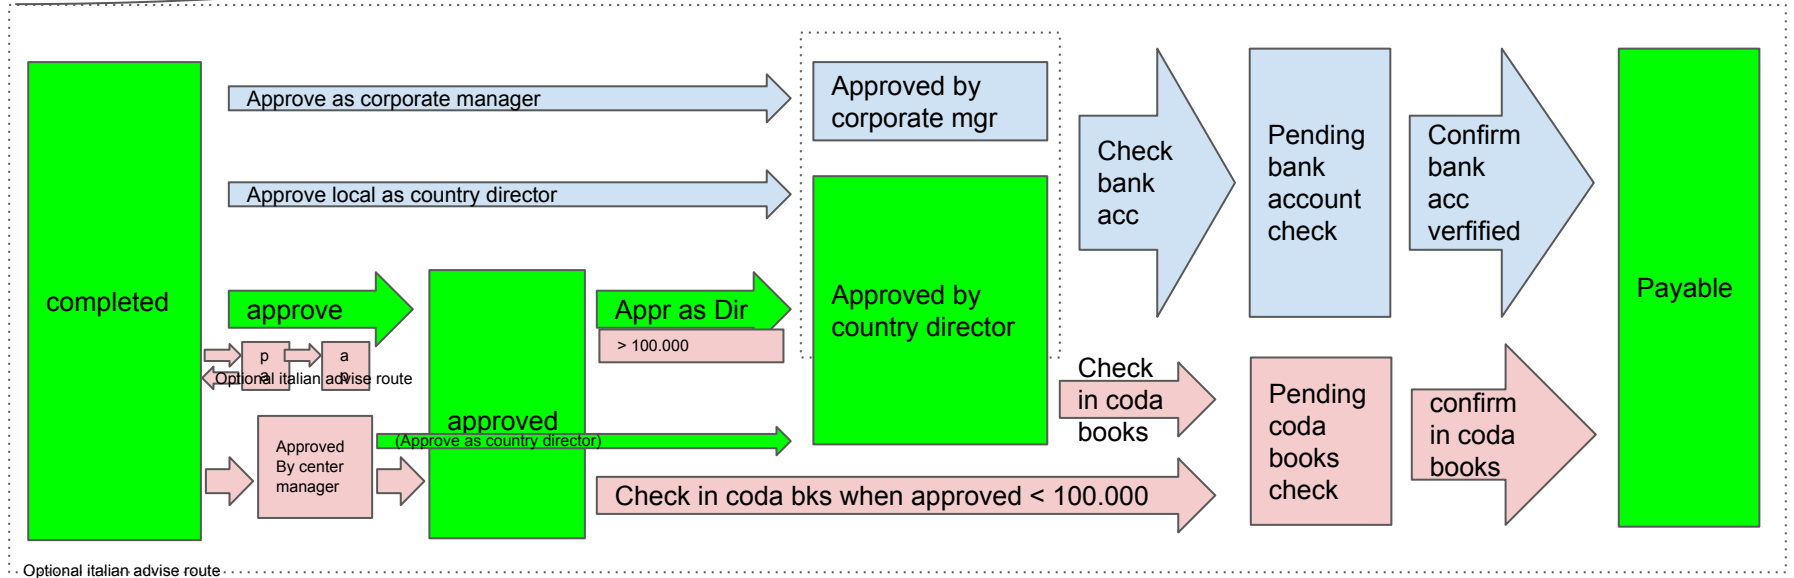 completed
Approve as corporate manager
Approve local as country director
approve
p
a
a
p
Optional italian advise route
Approved
By center
manager
approved
(Approve as country director)
Appr as Dir
> 100.000
Approved by
corporate mgr
Approved by
country director
Check in coda bks when approved < 100.000
Check
bank
acc
Check
in coda
books
Pending
bank
account
check
Pending
coda
books
check
Confirm
bank
acc
verfified
confirm
in coda
books
Payable
Optional italian advise route